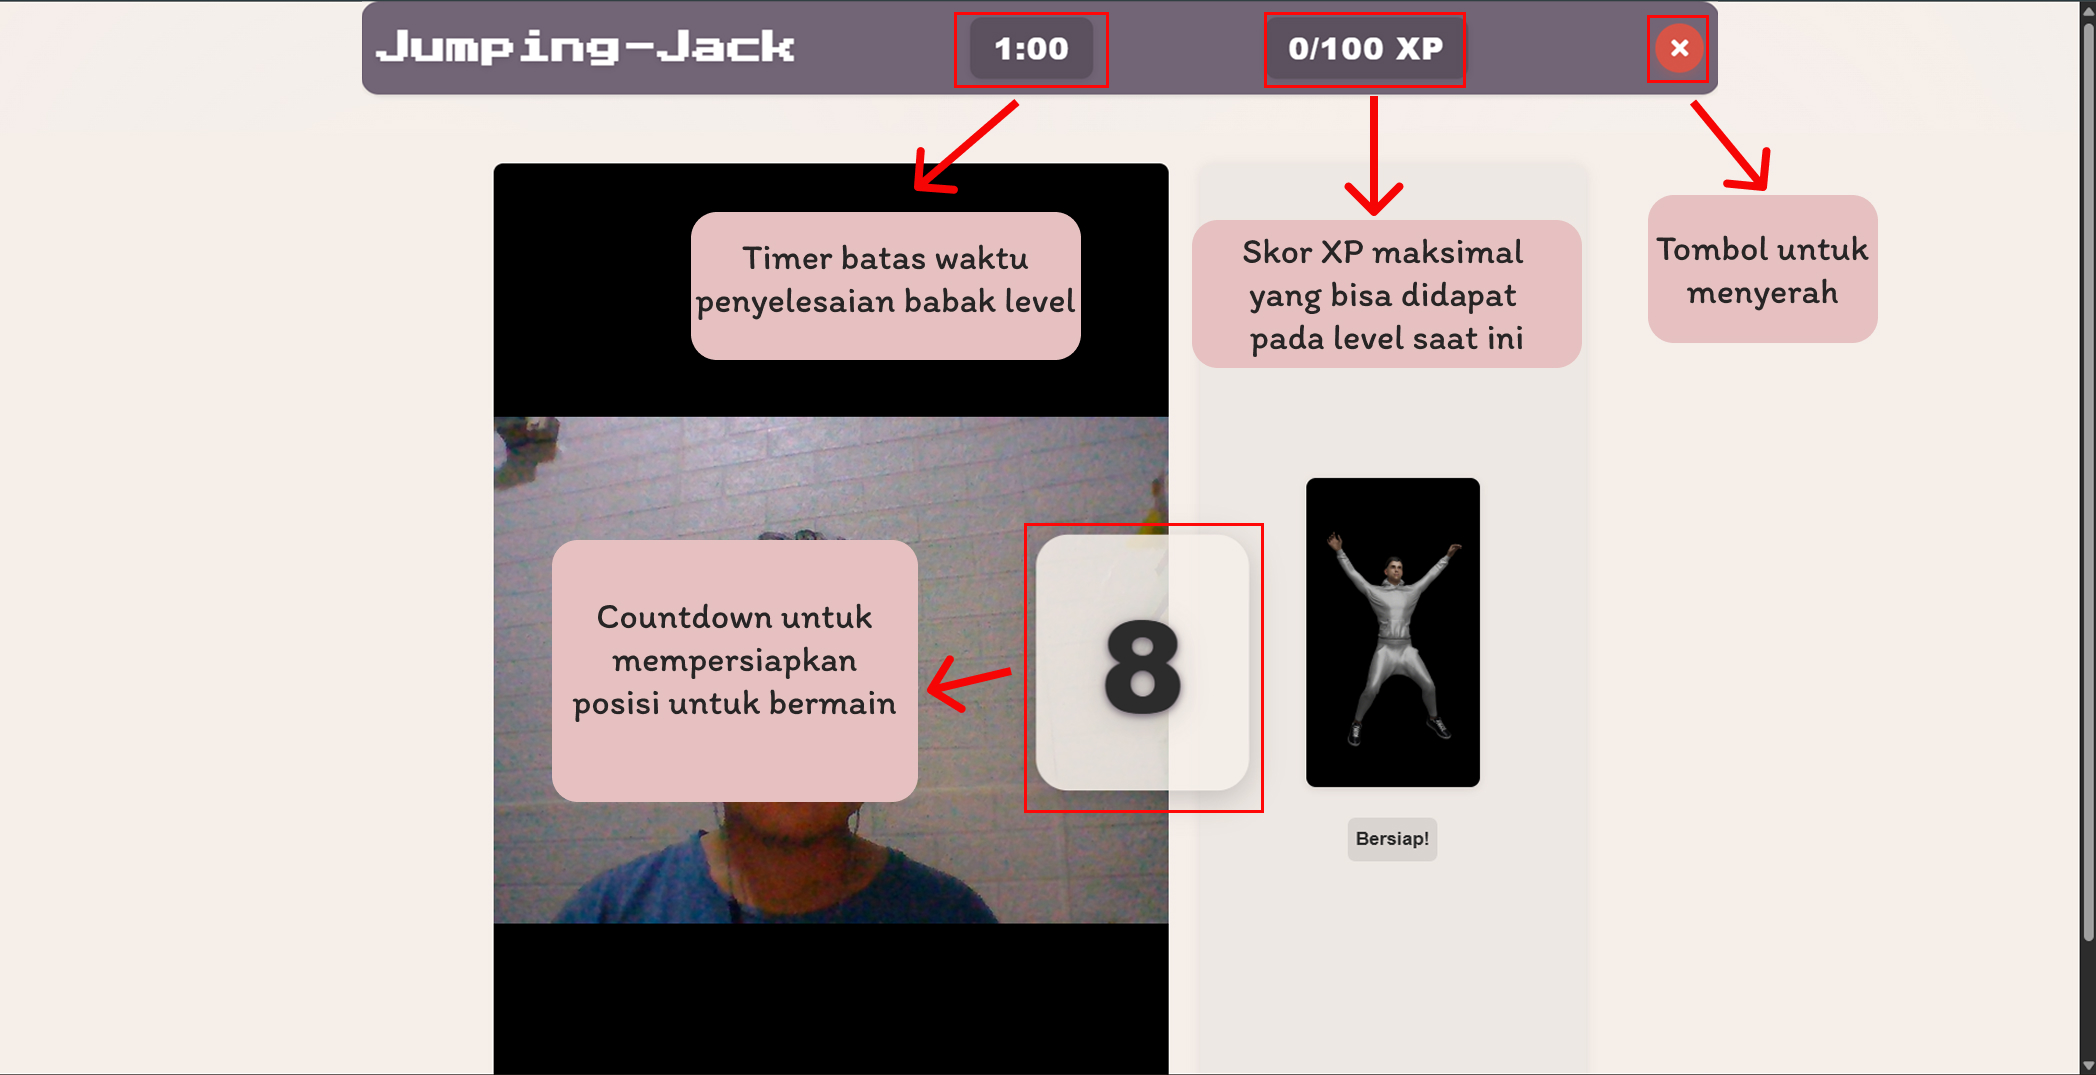 Jumping-Jack
1:00
0/100 XP
Timer batas waktu
penyelesaian babak level
Skor XP maksimal
yang bisa didapat
pada level saat ini
Tombol untuk
menyerah
Countdown untuk
mempersiapkan
posisi untuk bermain
8
Bersiap!